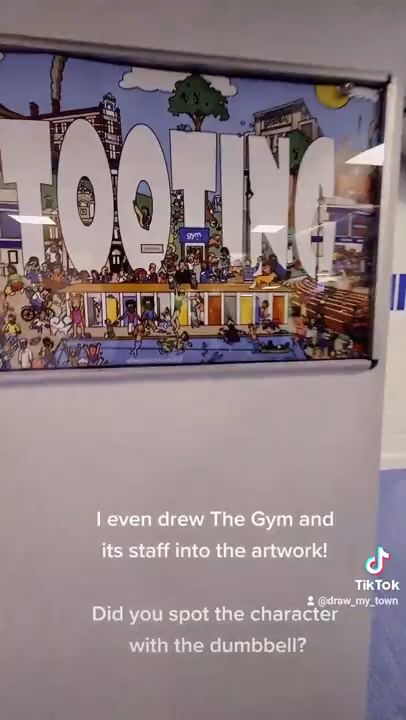 TOOTING
gym
I even drew The Gym and
its staff into the artwork!
Did you spot the character
with the dumbbell?
TikTok
@draw_my_town